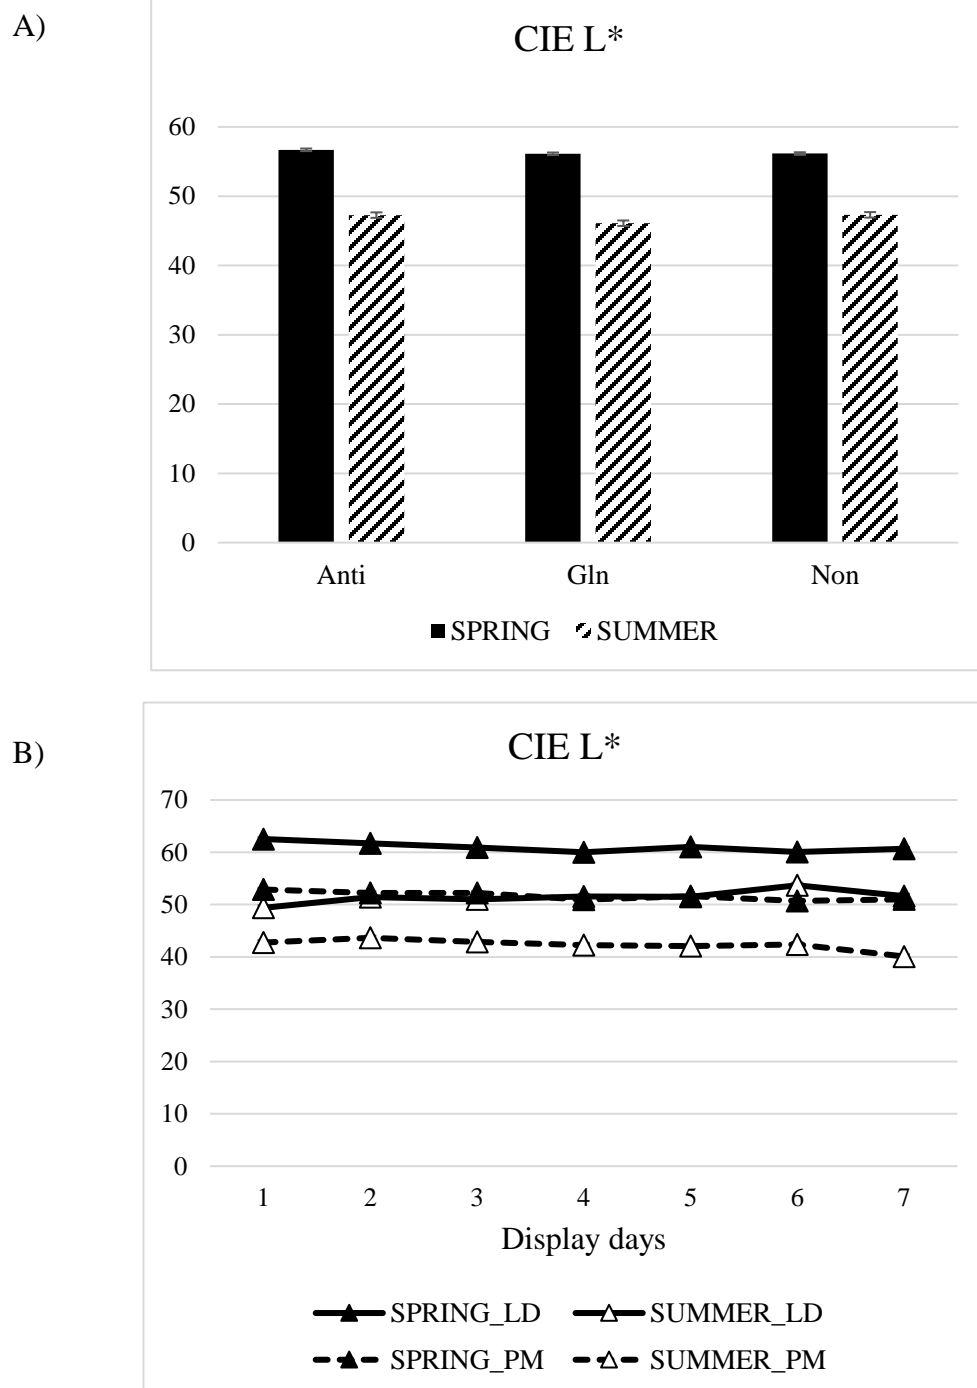 A)
CIE L*
60
50
40
30
20
10
0
Anti Gln Non
SPRING SUMMER
B)
CIE L*
70
60
50
40
30
20
10
0
1 2 3 4 5 6 7
Display days
SPRING_LD SUMMER_LD
SPRING_PM SUMMER_PM